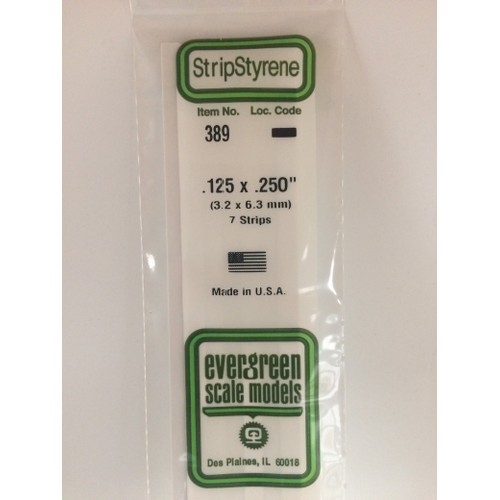 StripStyrene
Item No. Loc. Code
389
.125 x .250"
(3.2 x 6.3 mm)
7 Strips
Made in U.S.A.
evergreen
scale models
Des Plaines, IL 60018